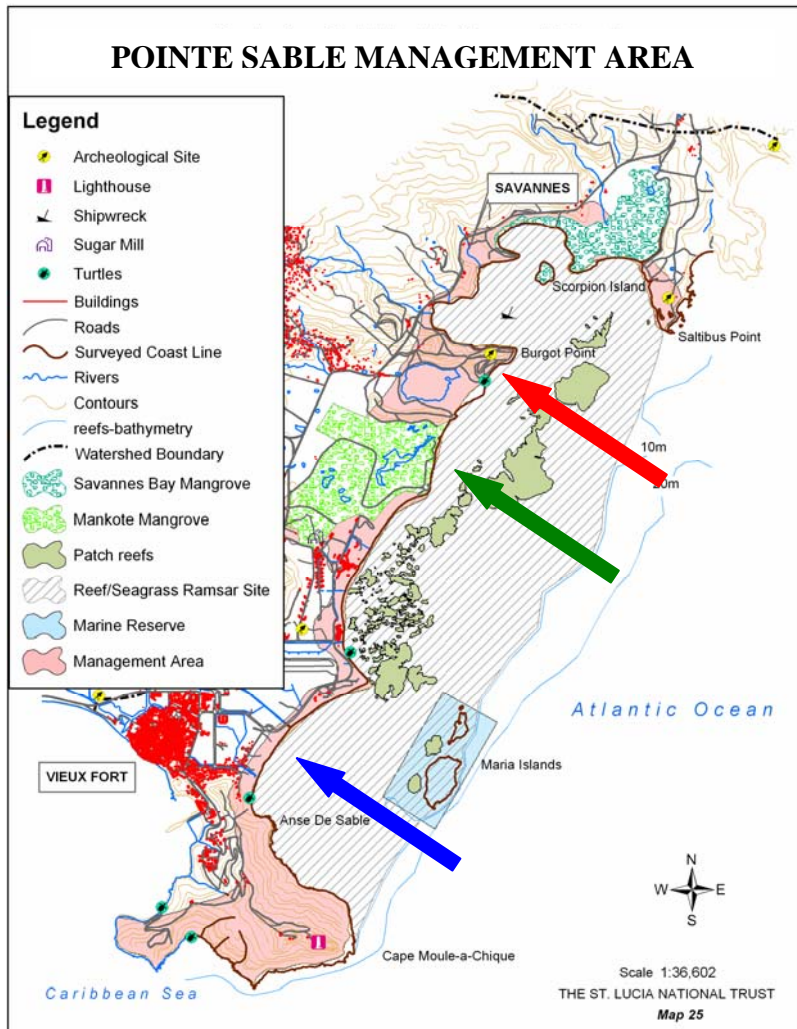 POINTE SABLE MANAGEMENT AREA
Legend
Archeological Site
Lighthouse
Shipwreck
Sugar Mill
Turtles
Buildings
Roads
Surveyed Coast Line
Rivers
Contours
reefs-bathymetry
Watershed Boundary
Savannes Bay Mangrove
Mankote Mangrove
Patch reefs
Reef/Seagrass Ramsar Site
Marine Reserve
Management Area
SAVANNES
Scorpion Island
Saltibus Point
Burgot Point
10m
20m
Atlantic Ocean
Maria Islands
VIEUX FORT
Anse De Sable
Cape Moule-a-Chique
Caribbean Sea
N
W E
S
Scale 1:36,602
THE ST. LUCIA NATIONAL TRUST
Map 25